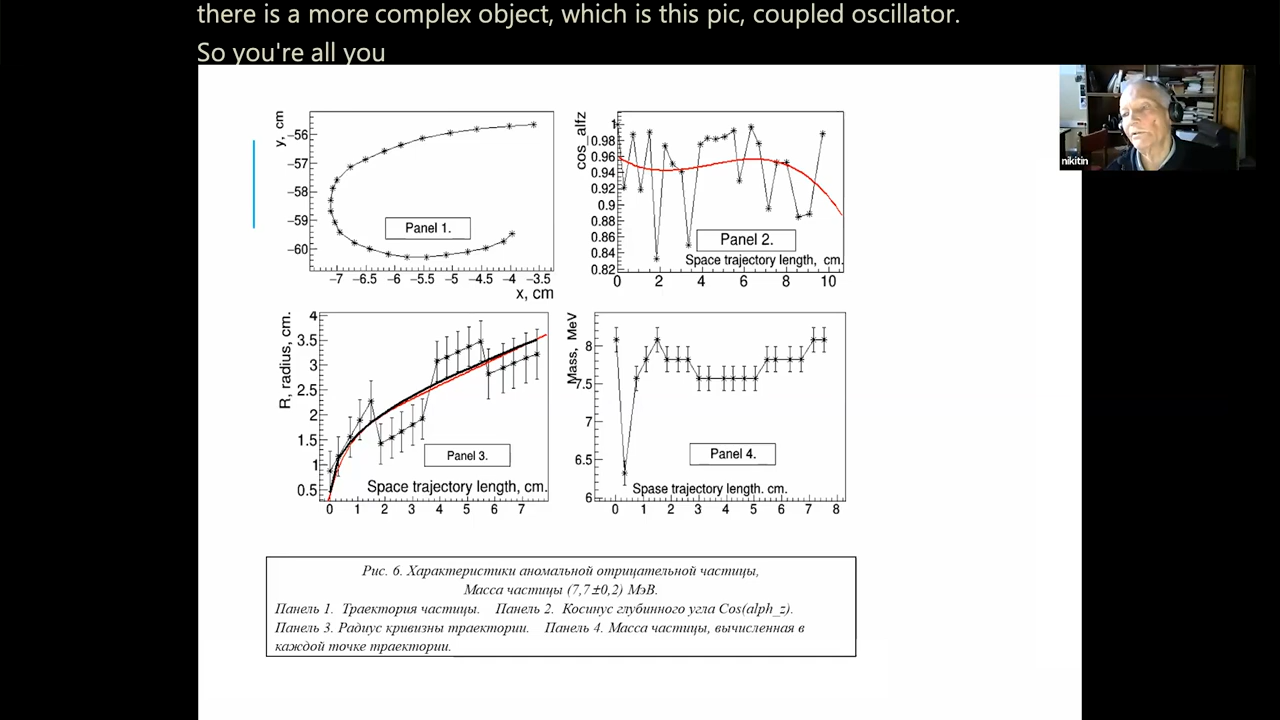 there is a more complex object, which is this pic, coupled oscillator.
So you're all you
nikitin
y, cm
−56
−57
−58
−59
−60
Panel 1.
−7 −6.5 −6 −5.5 −5 −4.5 −4 −3.5
x, cm
cos_alfz
1
0.98
0.96
0.94
0.92
0.9
0.88
0.86
0.84
0.82
Panel 2.
Space trajectory length, cm.
0 2 4 6 8 10
R, radius, cm.
4
3.5
3
2.5
2
1.5
1
0.5
Panel 3.
Space trajectory length, cm.
0 1 2 3 4 5 6 7
Mass, MeV
8
7.5
7
6.5
6
Panel 4.
Spase trajectory length. cm.
0 1 2 3 4 5 6 7 8
Рис. 6. Характеристики аномальной отрицательной частицы,
Масса частицы (7,7±0,2) МэВ.
Панель 1. Траектория частицы. Панель 2. Косинус глубинного угла Cos(alph_z).
Панель 3. Радиус кривизны траектории. Панель 4. Масса частицы, вычисленная в
каждой точке траектории.